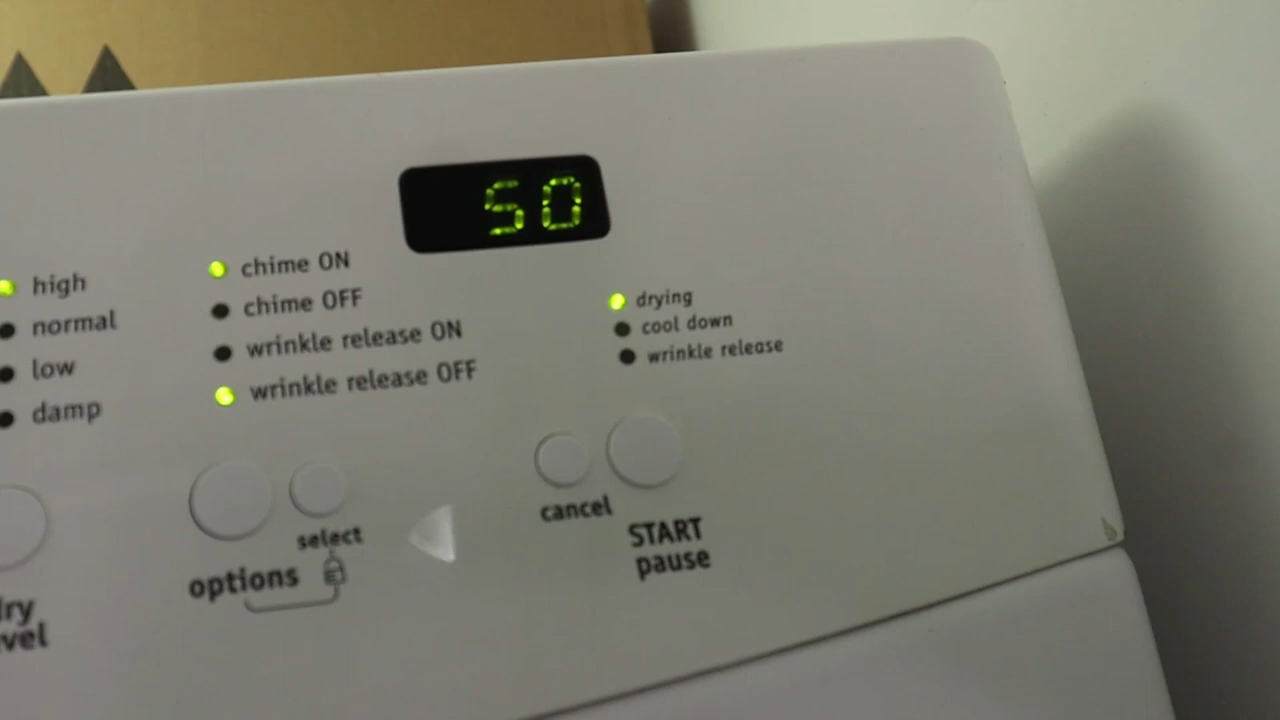 50
high
normal
low
damp
chime ON
chime OFF
wrinkle release ON
wrinkle release OFF
drying
cool down
wrinkle release
select
options
cancel
START
pause